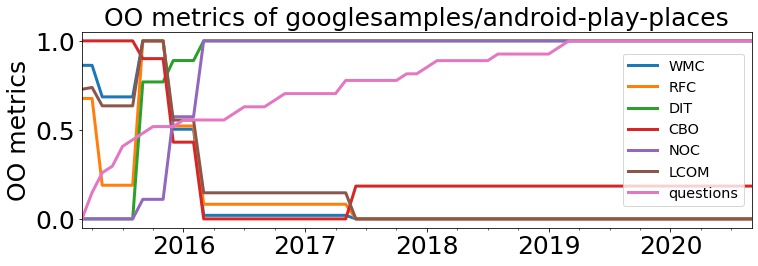 OO metrics of googlesamples/android-play-places
OO metrics
1.0
0.5
0.0
WMC
RFC
DIT
CBO
NOC
LCOM
questions
2016 2017 2018 2019 2020